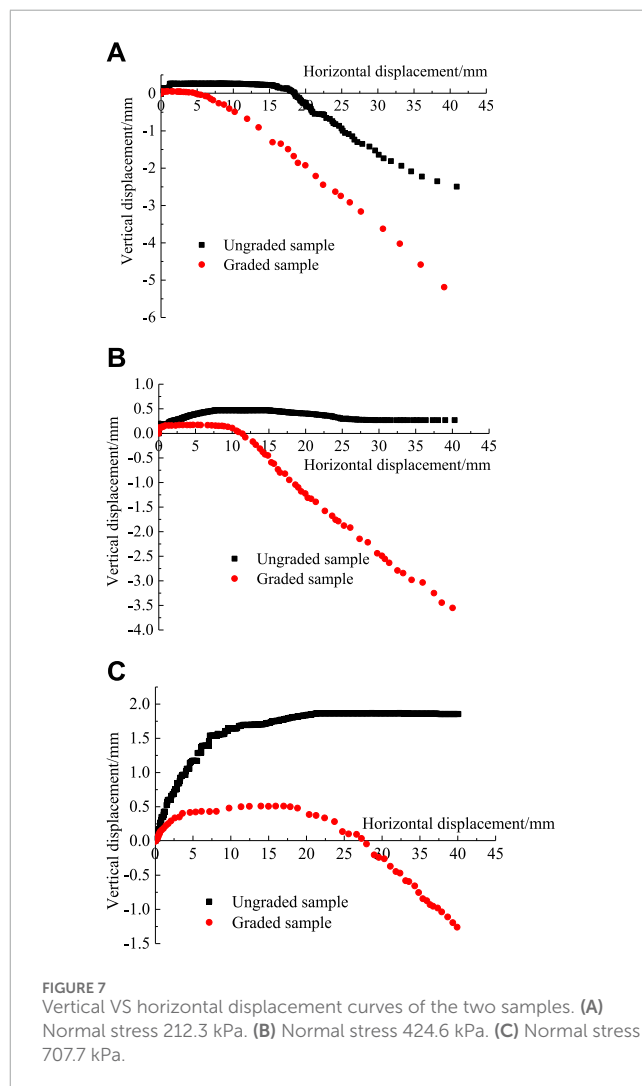 A
Horizontal displacement/mm
0 5 10 15 20 25 30 35 40 45
0
-1
-2
-3
-4
-5
-6
Vertical displacement/mm
Ungraded sample
Graded sample
B
1.0
0.5
0.0
-0.5
-1.0
-1.5
-2.0
-2.5
-3.0
-3.5
-4.0
0 5 10 15 20 25 30 35 40 45
Horizontal displacement/mm
Vertical displacement/mm
Ungraded sample
Graded sample
C
2.0
1.5
1.0
0.5
0.0
-0.5
-1.0
-1.5
Horizontal displacement/mm
0 5 10 15 20 25 30 35 40 45
Vertical displacement/mm
Ungraded sample
Graded sample
FIGURE 7
Vertical VS horizontal displacement curves of the two samples. (A)
Normal stress 212.3 kPa. (B) Normal stress 424.6 kPa. (C) Normal stress
707.7 kPa.